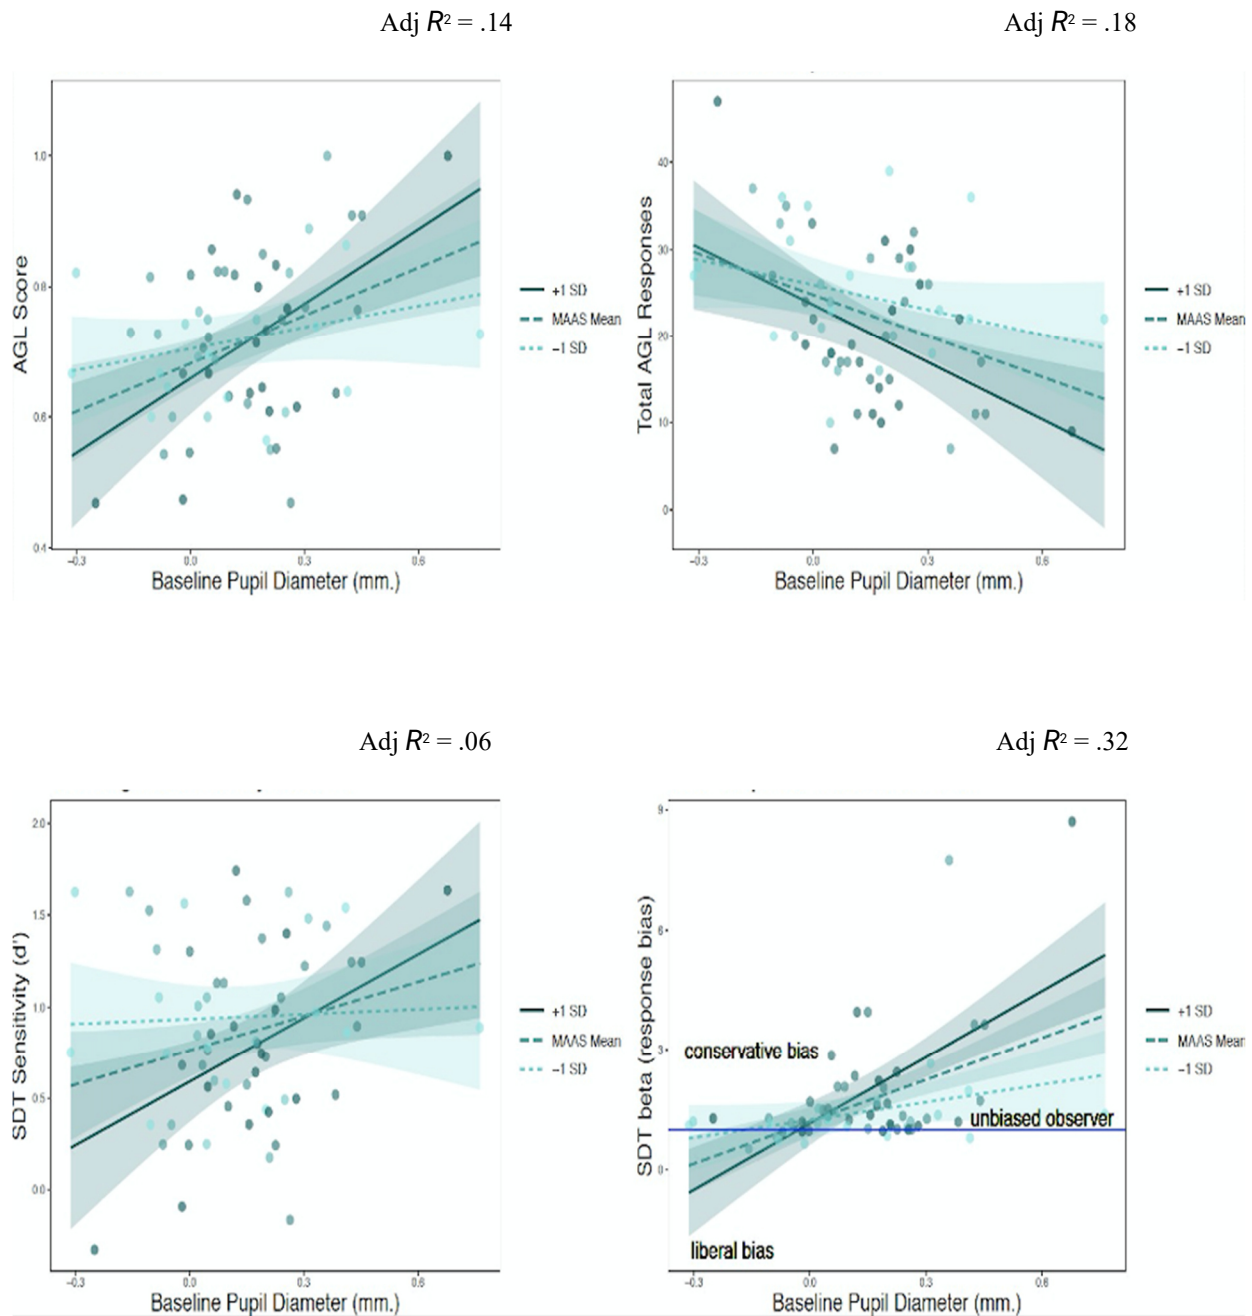 Adj R² = .14
Adj R² = .18
AGL Score
1.0
0.8
0.6
0.4
-0.3
0.0
0.3
0.6
Baseline Pupil Diameter (mm.)
+1 SD
MAAS Mean
-1 SD
Total AGL Responses
40
30
20
10
0
-0.3
0.0
0.3
0.6
Baseline Pupil Diameter (mm.)
+1 SD
MAAS Mean
-1 SD
Adj R² = .06
Adj R² = .32
SDT Sensitivity (d')
2.0
1.5
1.0
0.5
0.0
-0.3
0.0
0.3
0.6
Baseline Pupil Diameter (mm.)
+1 SD
MAAS Mean
-1 SD
SDT beta (response bias)
9
6
3
0
conservative bias
unbiased observer
liberal bias
-0.3
0.0
0.3
0.6
Baseline Pupil Diameter (mm.)
+1 SD
MAAS Mean
-1 SD